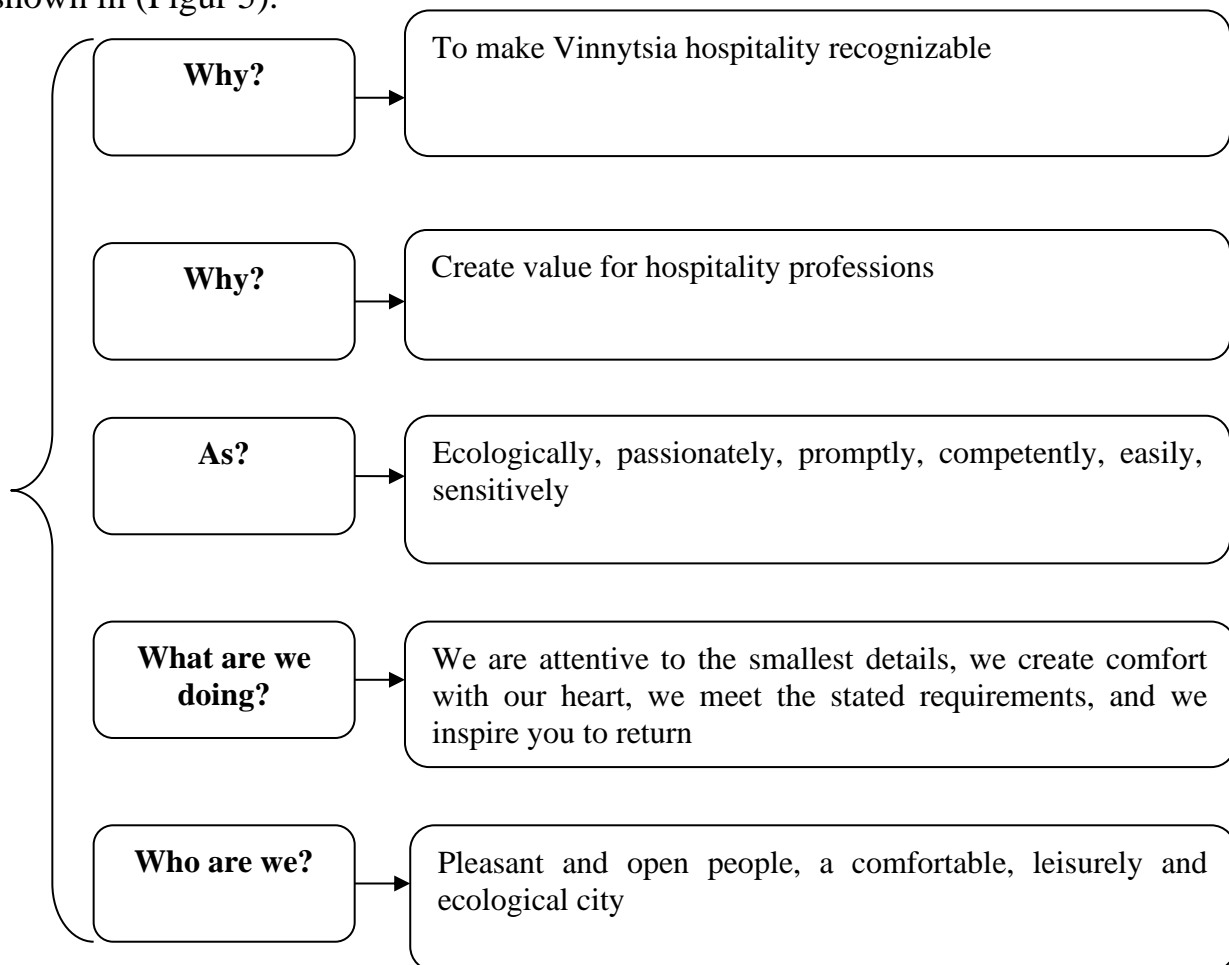 shown in (Figur 3).
Why?
To make Vinnytsia hospitality recognizable
Why?
Create value for hospitality professions
As?
Ecologically, passionately, promptly, competently, easily,
sensitively
What are we
doing?
We are attentive to the smallest details, we create comfort
with our heart, we meet the stated requirements, and we
inspire you to return
Who are we?
Pleasant and open people, a comfortable, leisurely and
ecological city